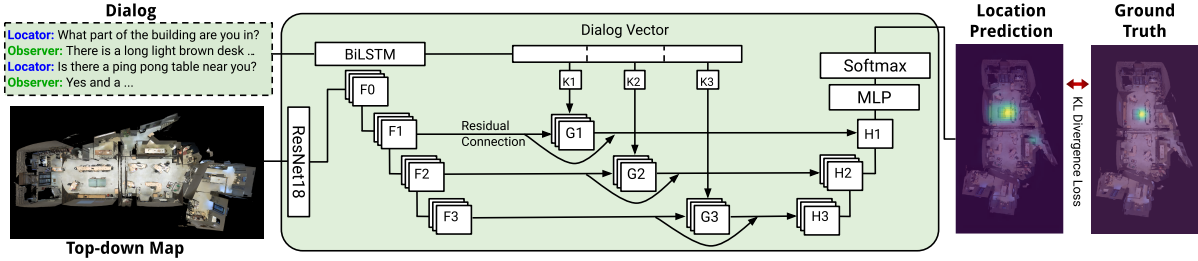 Dialog
Locator: What part of the building are you in?
Observer: There is a long light brown desk ..
Locator: Is there a ping pong table near you?
Observer: Yes and a ...
Top-down Map
ResNet18
BiLSTM
Dialog Vector
K1
K2
K3
F0
F1
F2
F3
Residual
Connection
G1
G2
G3
H1
H2
H3
MLP
Softmax
Location
Prediction
KL Divergence Loss
Ground
Truth